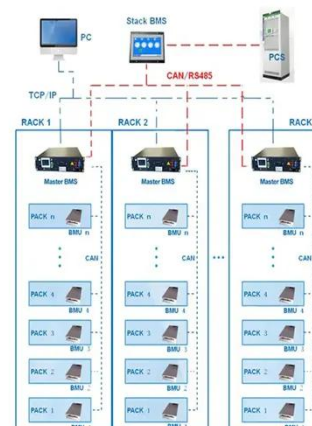 Stack BMS
PC
PCS
CAN/RS485
TCP/IP
RACK 1
RACK 2
RACK
Master BMS
Master BMS
Master BMS
PACK n
BMU n
PACK n
BMU n
PACK n
BMU n
CAN
CAN
CAN
PACK 4
BMU 4
PACK 4
BMU 4
PACK 4
BMU 4
PACK 3
BMU 3
PACK 3
BMU 3
PACK 3
BMU 3
PACK 2
BMU 2
PACK 2
BMU 2
PACK 2
BMU 2
PACK 1
PACK 1
PACK 1